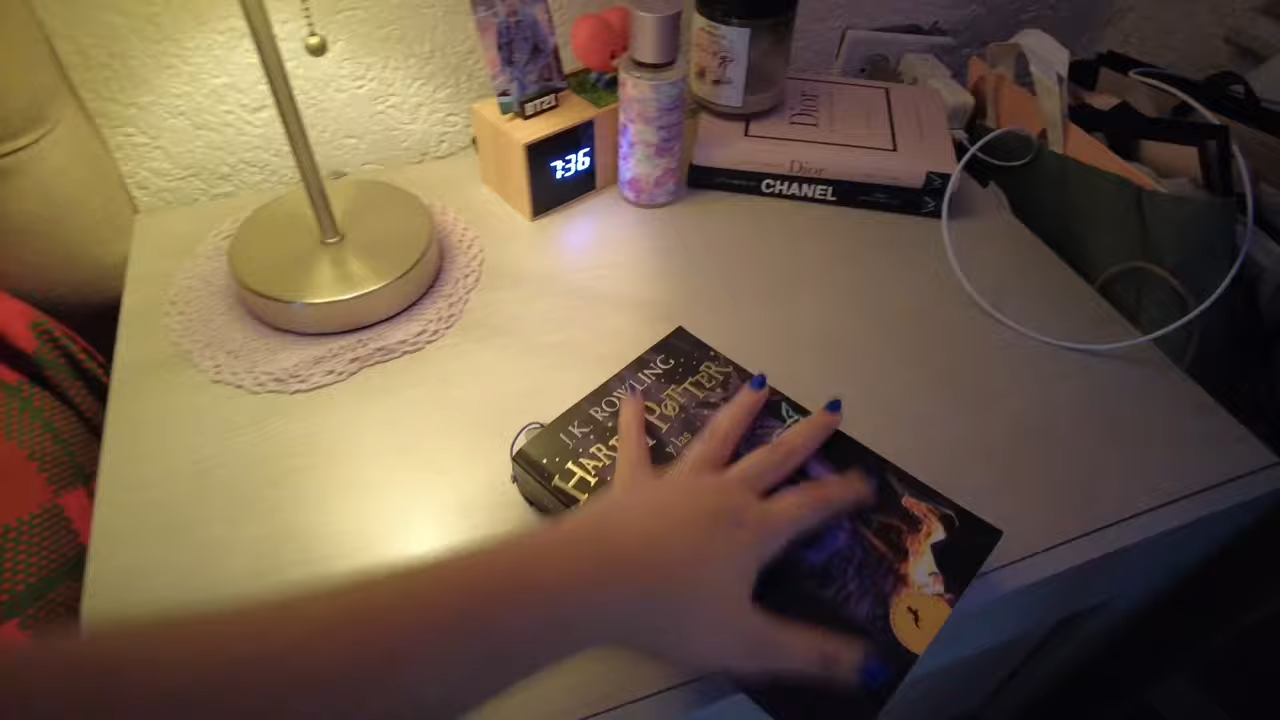 BT21
7:36
Dior
Dior
CHANEL
J.K. ROWLING
HARRY POTTER
y las